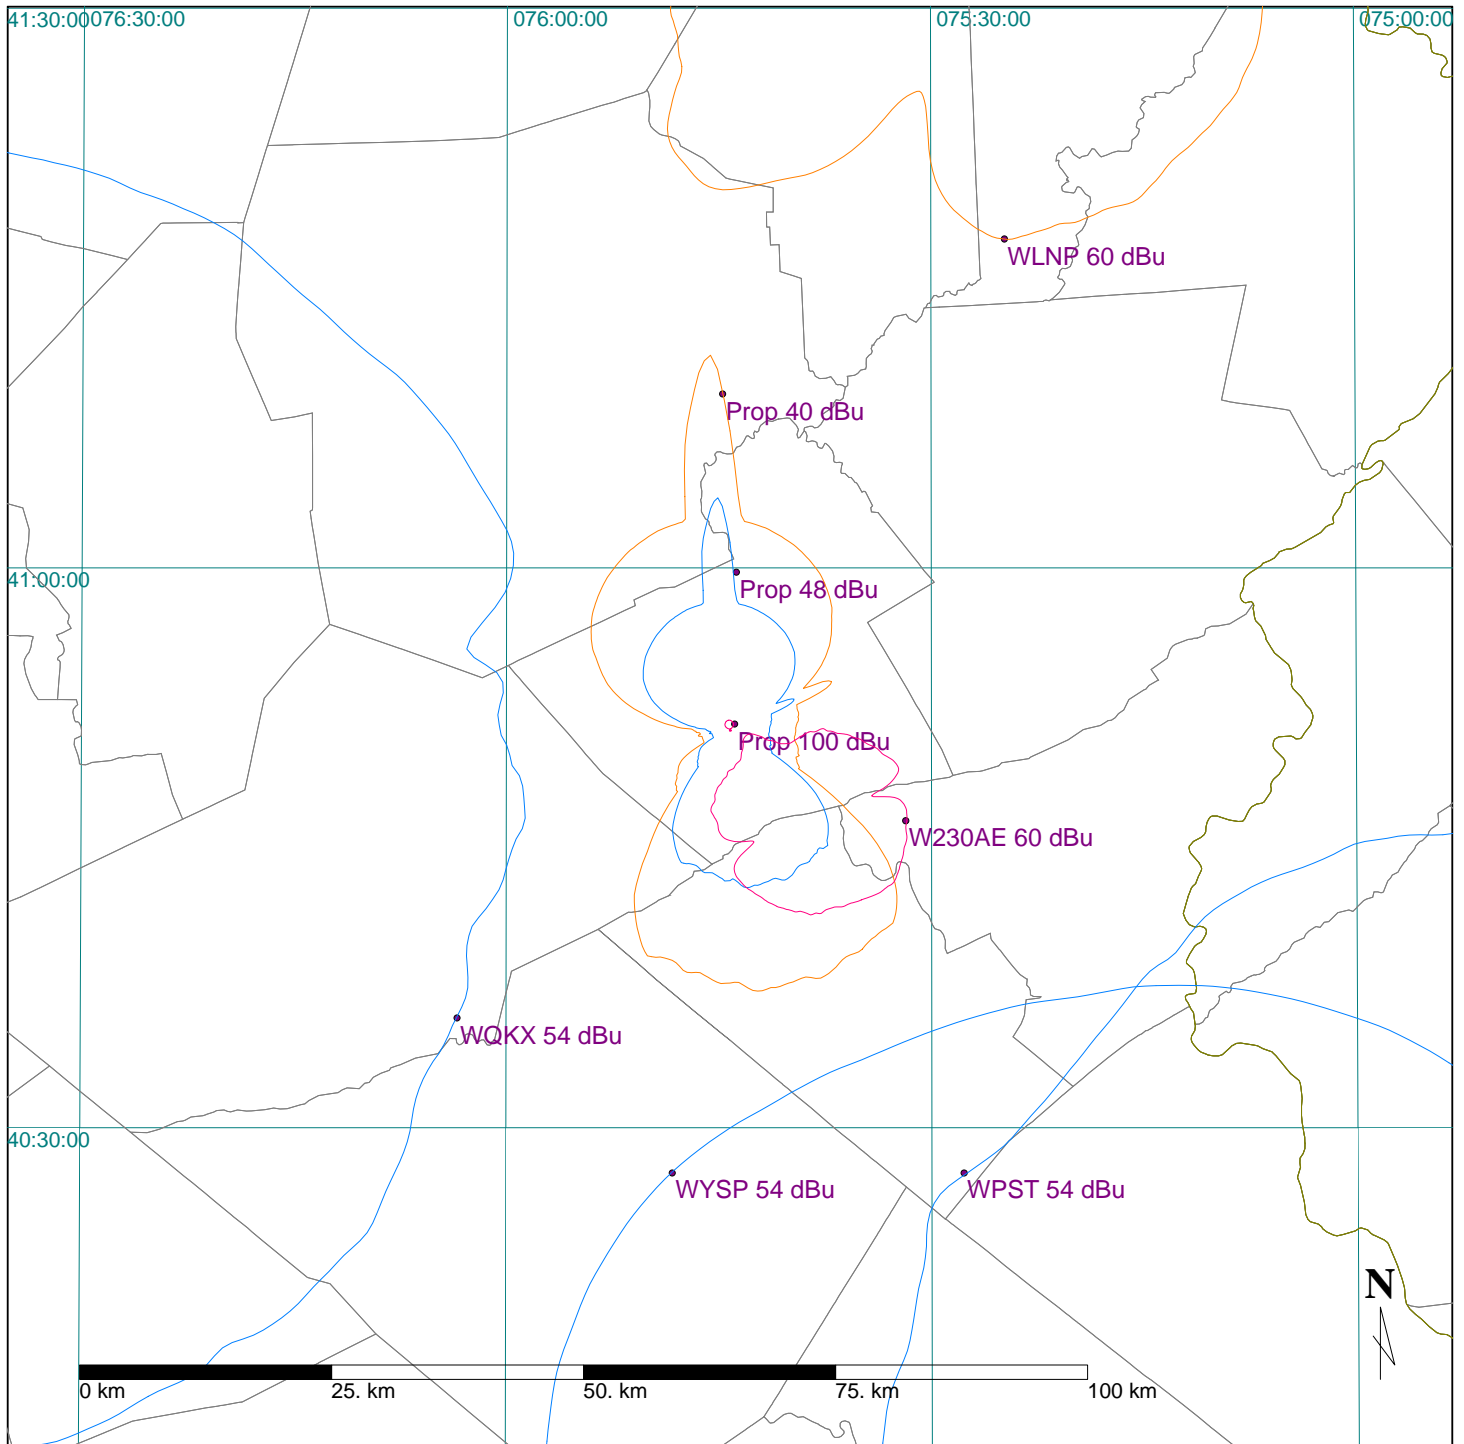 41:30:00 076:30:00 076:00:00 075:30:00 075:00:00
WLNP 60 dBu
Prop 40 dBu
41:00:00
Prop 48 dBu
Prop 100 dBu
W230AE 60 dBu
WQKX 54 dBu
40:30:00
WYSP 54 dBu
WPST 54 dBu
N
0 km 25. km 50. km 75. km 100 km